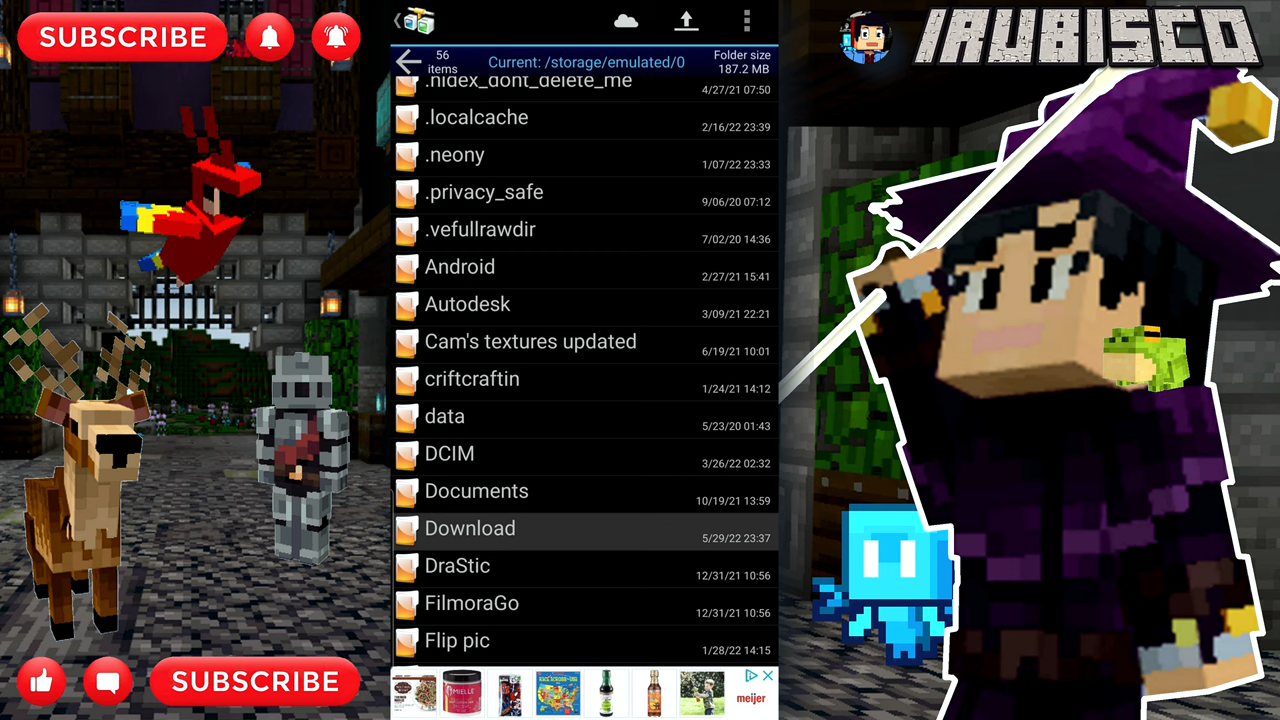 SUBSCRIBE
IRUBISCO
56
items
Current: /storage/emulated/0
Folder size
187.2 MB
.hidex_dont_delete_me
4/27/21 07:50
.localcache
2/16/22 23:39
.neony
1/07/22 23:33
.privacy_safe
9/06/20 07:12
.vefullrawdir
7/02/20 14:36
Android
2/27/21 15:41
Autodesk
3/09/21 22:21
Cam's textures updated
6/19/21 10:01
criftcraftin
1/24/21 14:12
data
5/23/20 01:43
DCIM
3/26/22 02:32
Documents
10/19/21 13:59
Download
5/29/22 23:37
DraStic
12/31/21 10:56
FilmoraGo
12/31/21 10:56
Flip pic
1/28/22 14:15
SUBSCRIBE
MIELLE
meijer